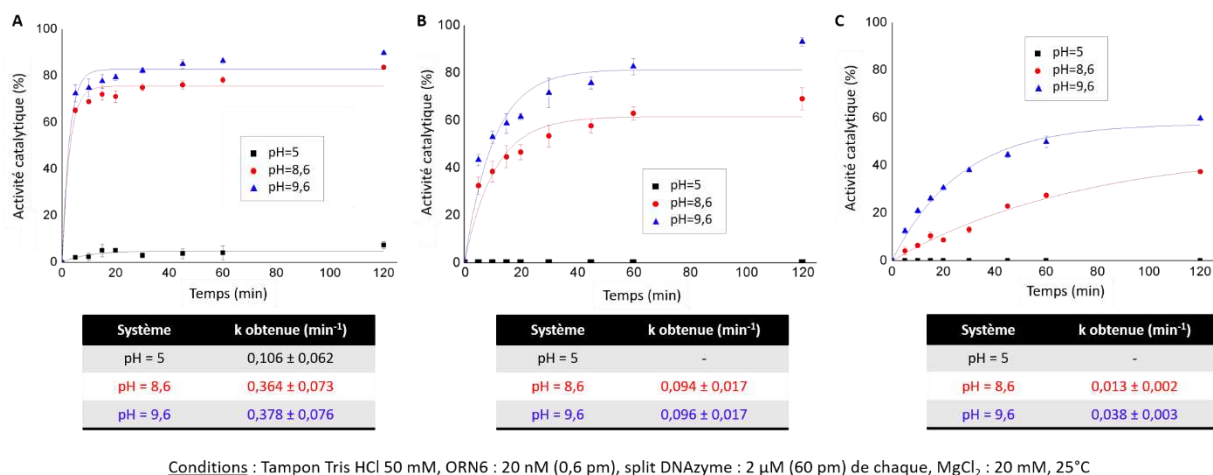 A
Activité catalytique (%)
100
80
60
40
20
0
pH=5
pH=8,6
pH=9,6
0 20 40 60 80 100 120
Temps (min)
B
Activité catalytique (%)
100
80
60
40
20
0
pH=5
pH=8,6
pH=9,6
0 20 40 60 80 100 120
Temps (min)
C
Activité catalytique (%)
100
80
60
40
20
0
pH=5
pH=8,6
pH=9,6
0 20 40 60 80 100 120
Temps (min)
Système k obtenue (min⁻¹)
pH = 5 0,106 ± 0,062
pH = 8,6 0,364 ± 0,073
pH = 9,6 0,378 ± 0,076
Système k obtenue (min⁻¹)
pH = 5 -
pH = 8,6 0,094 ± 0,017
pH = 9,6 0,096 ± 0,017
Système k obtenue (min⁻¹)
pH = 5 -
pH = 8,6 0,013 ± 0,002
pH = 9,6 0,038 ± 0,003
Conditions : Tampon Tris HCl 50 mM, ORN6 : 20 nM (0,6 pm), split DNAzyme : 2 µM (60 pm) de chaque, MgCl₂ : 20 mM, 25°C